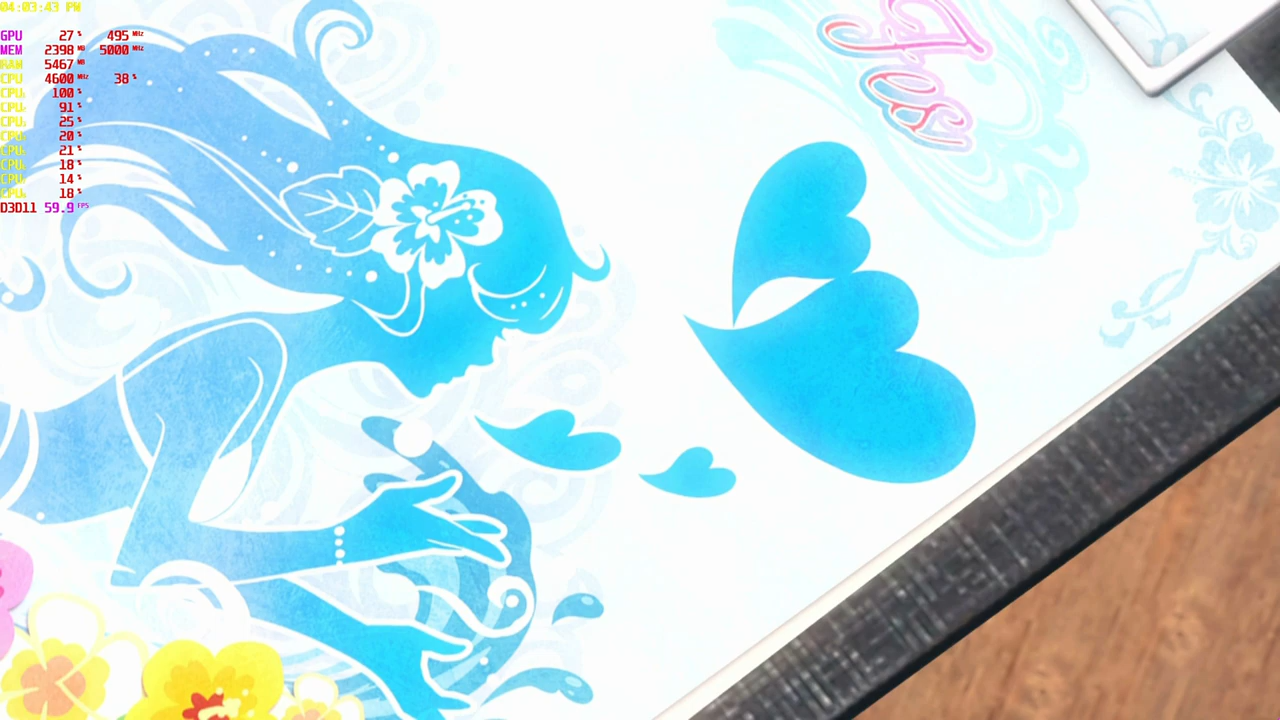 04:03:43 PM
GPU 27 % 495 MHz
MEM 2398 MB 5000 MHz
RAM 5467 MB
CPU 4600 MHz 38 %
CPU 100 %
CPU 91 %
CPU 25 %
CPU 20 %
CPU 21 %
CPU 18 %
CPU 14 %
CPU 18 %
D3D11 59.9 FPS